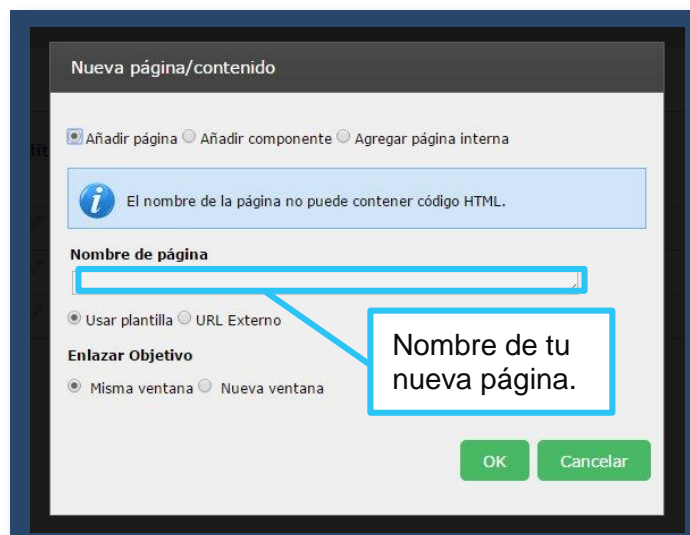 Nueva página/contenido
Añadir página Añadir componente Agregar página interna
El nombre de la página no puede contener código HTML.
Nombre de página
Usar plantilla URL Externo
Enlazar Objetivo
Misma ventana Nueva ventana
Nombre de tu
nueva página.
OK Cancelar